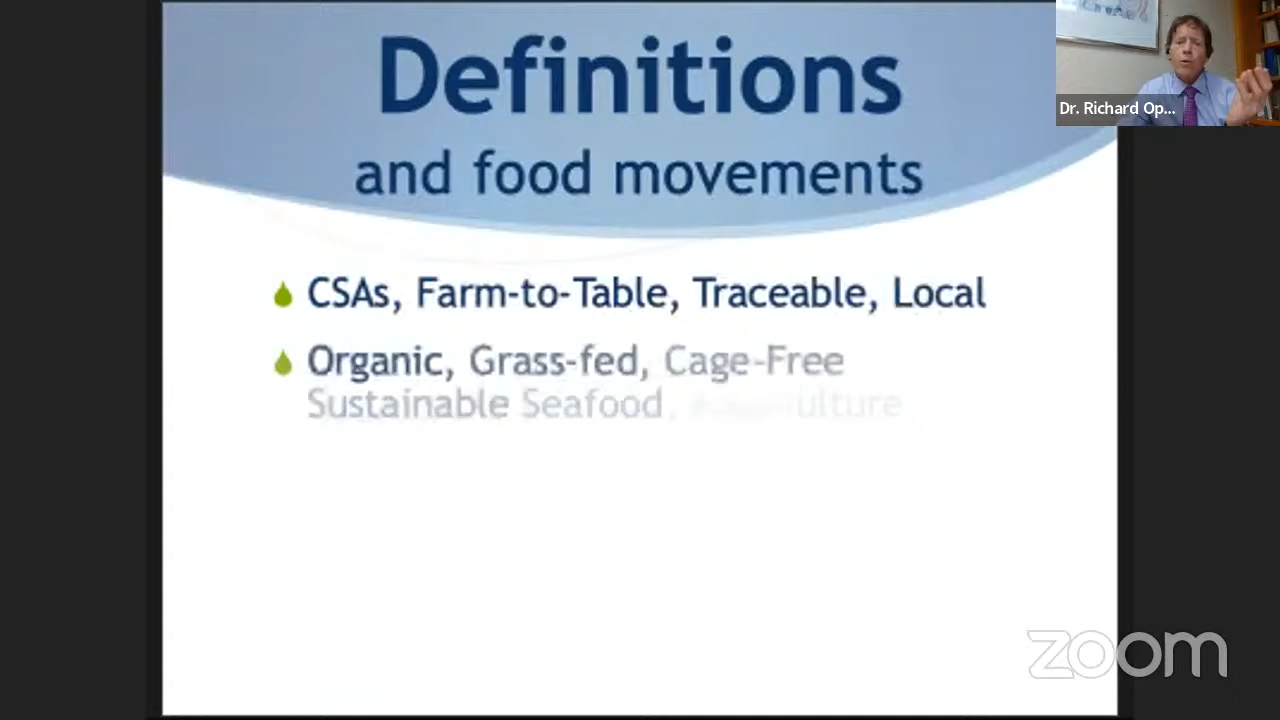 Definitions
and food movements
CSAs, Farm-to-Table, Traceable, Local
Organic, Grass-fed, Cage-Free
Sustainable Seafood,
Dr. Richard Op...
zoom